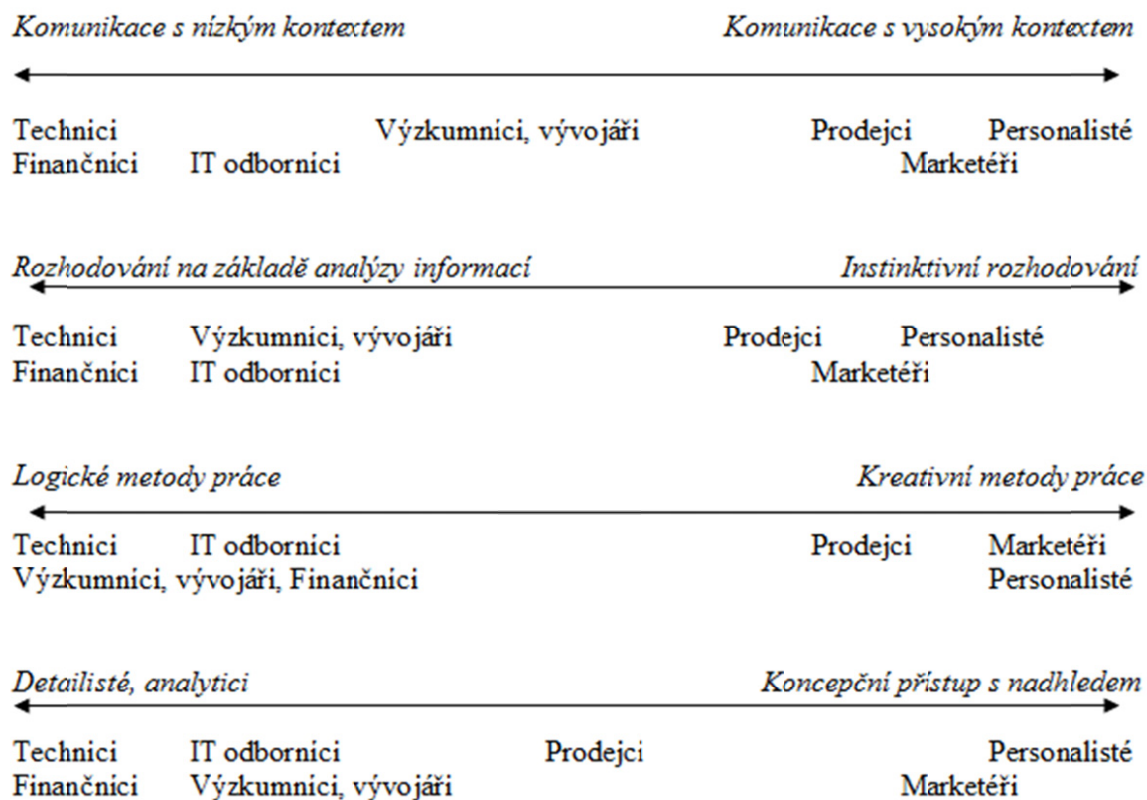 Komunikace s nízkým kontextem Komunikace s vysokým kontextem
Technici Výzkumníci, vývojáři Prodejci Personalisté
Finančníci IT odborníci Marketéři
Rozhodování na základě analýzy informací Instinktivní rozhodování
Technici Výzkumníci, vývojáři Prodejci Personalisté
Finančníci IT odborníci Marketéři
Logické metody práce Kreativní metody práce
Technici IT odborníci Prodejci Marketéři
Výzkumníci, vývojáři, Finančníci Personalisté
Detailisté, analytici Koncepční přístup s nadhledem
Technici IT odborníci Prodejci Personalisté
Finančníci Výzkumníci, vývojáři Marketéři